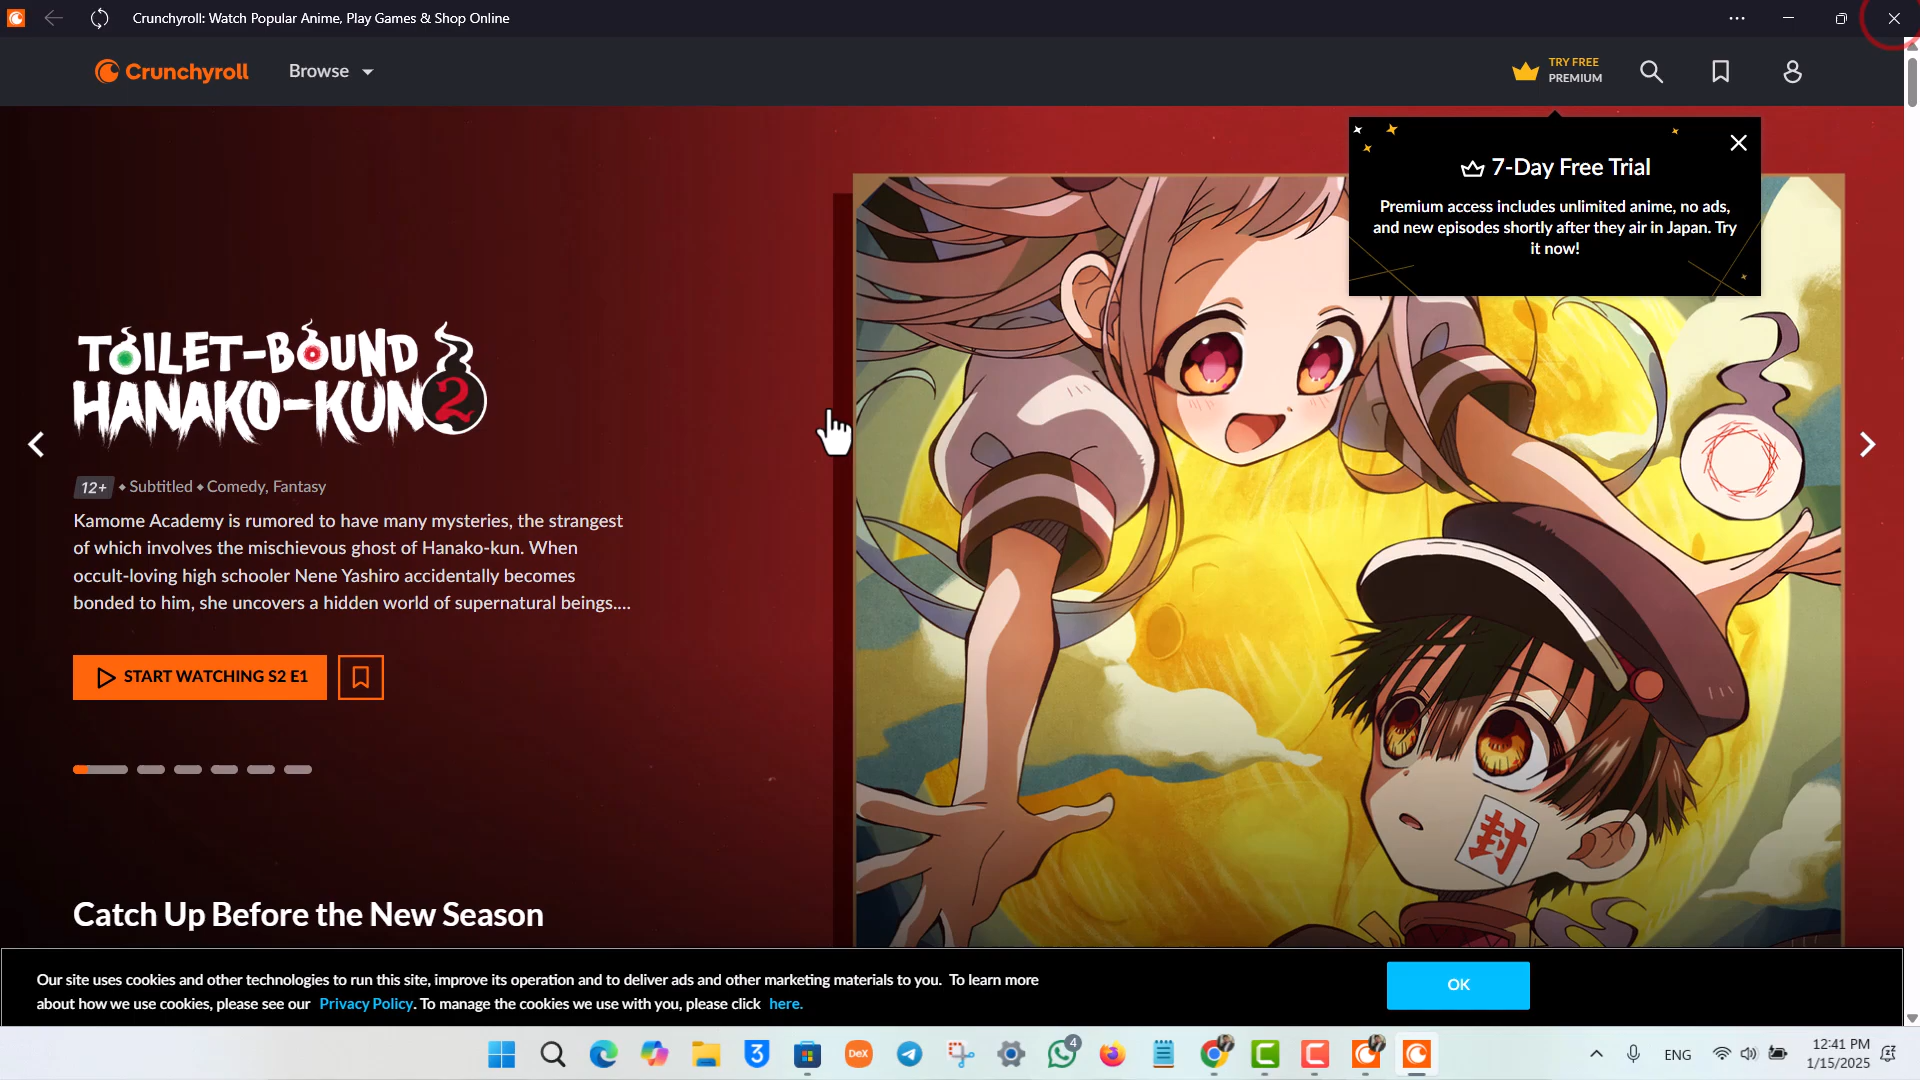 Crunchyroll: Watch Popular Anime, Play Games & Shop Online
Crunchyroll
Browse
TRY FREE
PREMIUM
7-Day Free Trial
Premium access includes unlimited anime, no ads,
and new episodes shortly after they air in Japan. Try
it now!
TOILET-BOUND
HANAKO-KUN 2
12+ ◆ Subtitled ◆ Comedy, Fantasy
Kamome Academy is rumored to have many mysteries, the strangest
of which involves the mischievous ghost of Hanako-kun. When
occult-loving high schooler Nene Yashiro accidentally becomes
bonded to him, she uncovers a hidden world of supernatural beings....
START WATCHING S2 E1
封
Catch Up Before the New Season
Our site uses cookies and other technologies to run this site, improve its operation and to deliver ads and other marketing materials to you. To learn more
about how we use cookies, please see our Privacy Policy. To manage the cookies we use with you, please click here.
OK
3
DeX
4
ENG
12:41 PM
1/15/2025